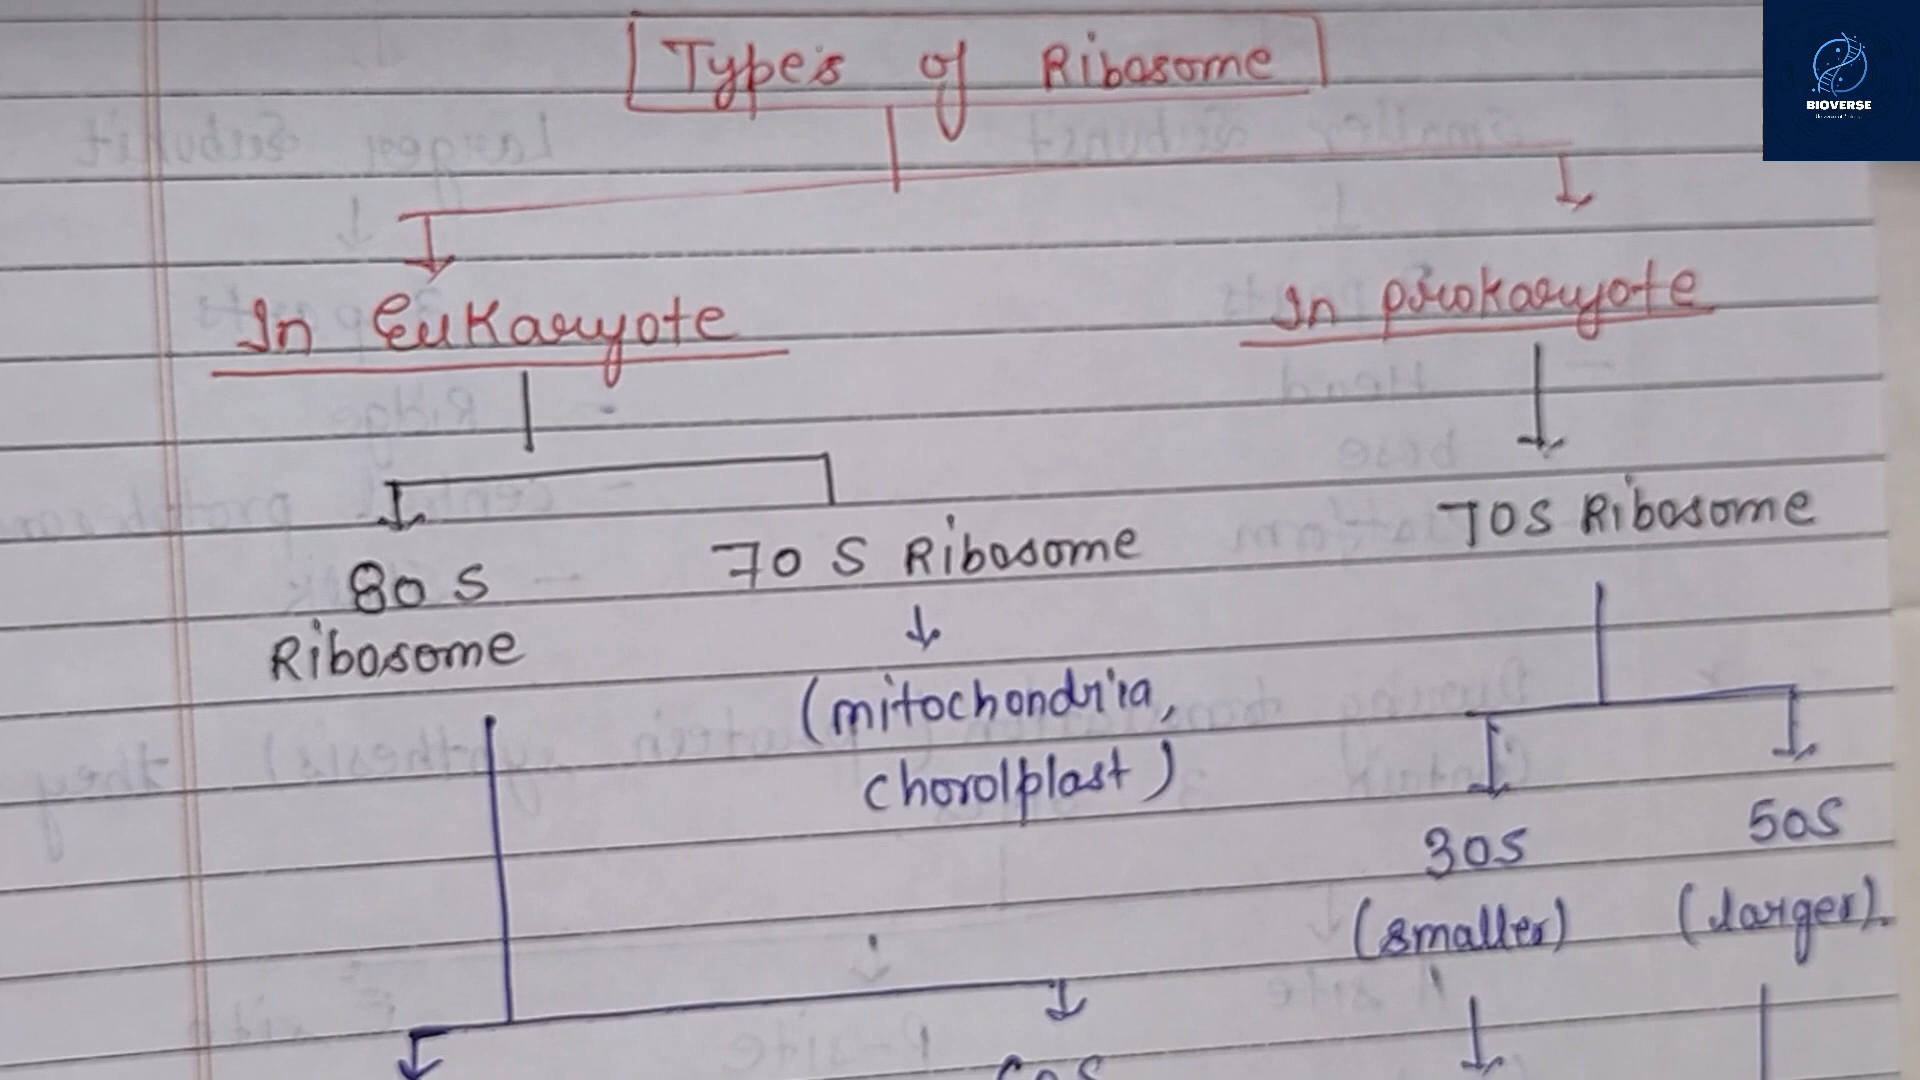 Types of Ribosome
BIOVERSE
In Eukaryote
In prokaryote
80 S
Ribosome
70 S Ribosome
70S Ribosome
(mitochondria,
chorolplast)
30S
(smaller)
50S
(larger).
60S